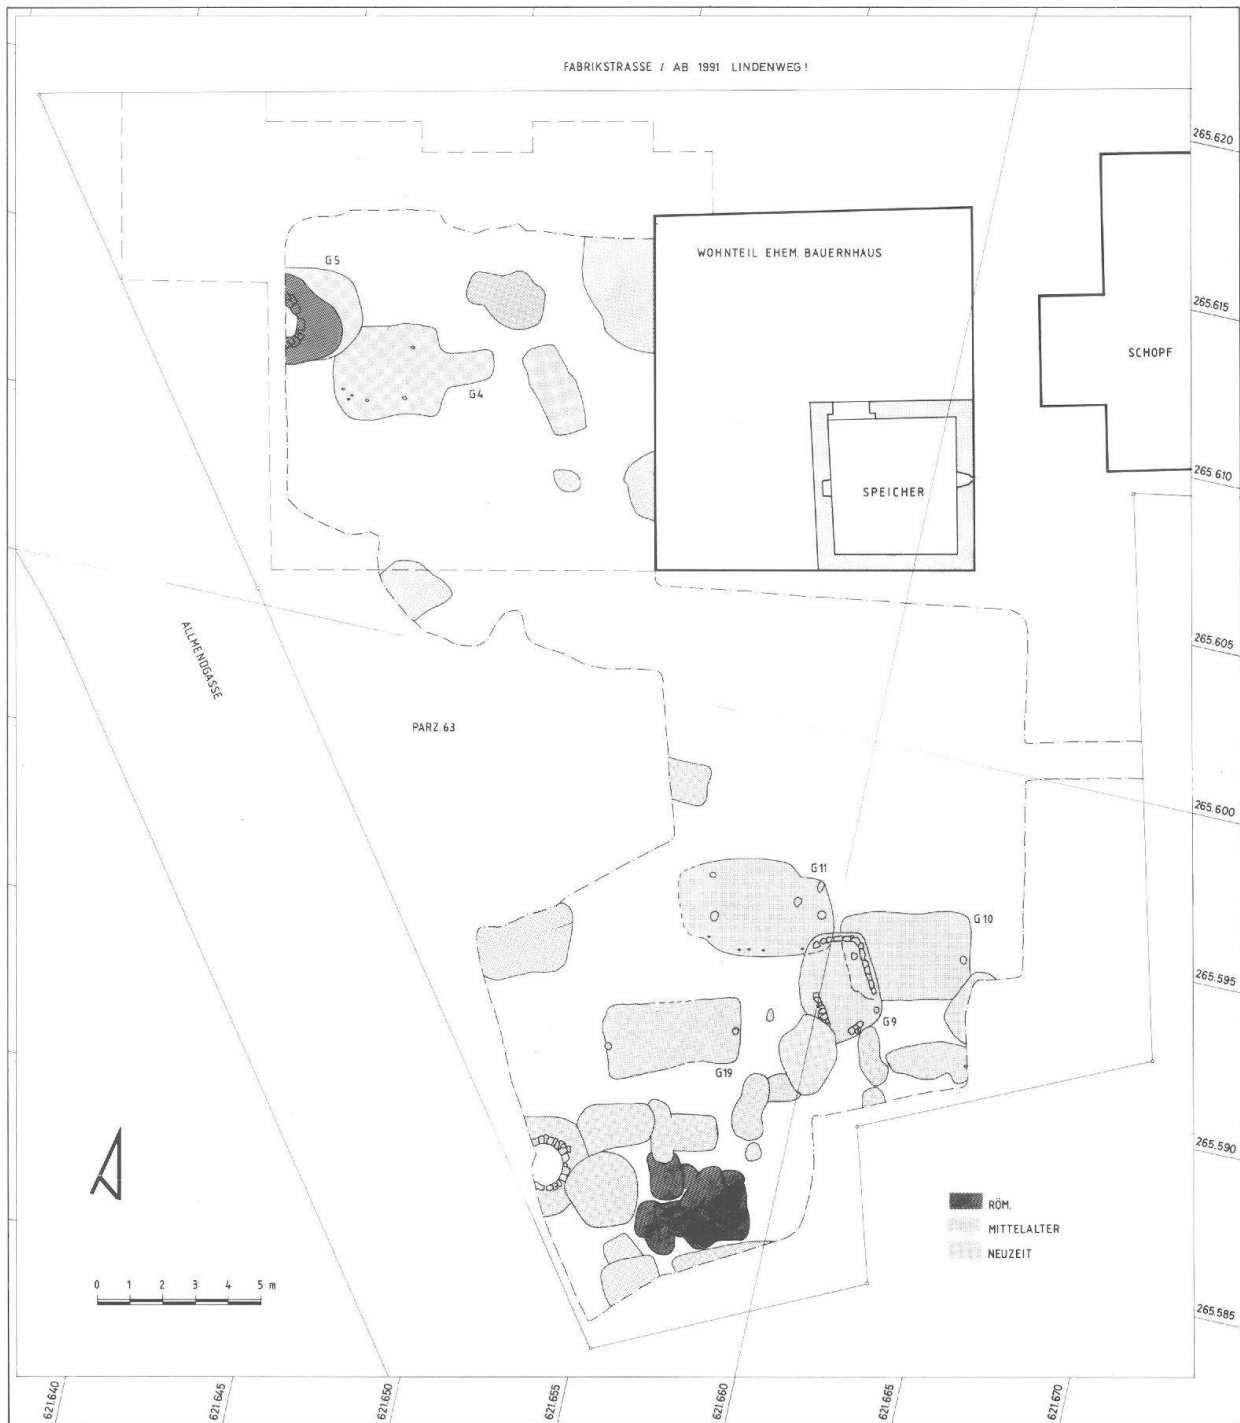 FABRIKSTRASSE / AB 1991 LINDENWEG!
265.620
WOHNTEIL EHEM. BAUERNHAUS
G5
265.615
SCHOPF
G4
SPEICHER
265.610
ALLMENDGASSE
265.605
PARZ. 63
265.600
G11
G10
265.595
G9
G19
265.590
RÖM.
MITTELALTER
NEUZEIT
0 1 2 3 4 5 m
265.585
621.640
621.645
621.650
621.655
621.660
621.665
621.670